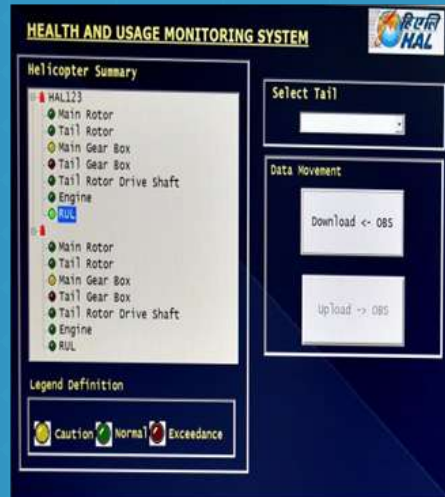 HEALTH AND USAGE MONITORING SYSTEM
हिएलि
HAL
Helicopter Summary
HAL123
Main Rotor
Tail Rotor
Main Gear Box
Tail Gear Box
Tail Rotor Drive Shaft
Engine
RUL
Main Rotor
Tail Rotor
Main Gear Box
Tail Gear Box
Tail Rotor Drive Shaft
Engine
RUL
Legend Definition
Caution Normal Exceedance
Select Tail
Data Movement
Download <- OBS
Upload -> OBS